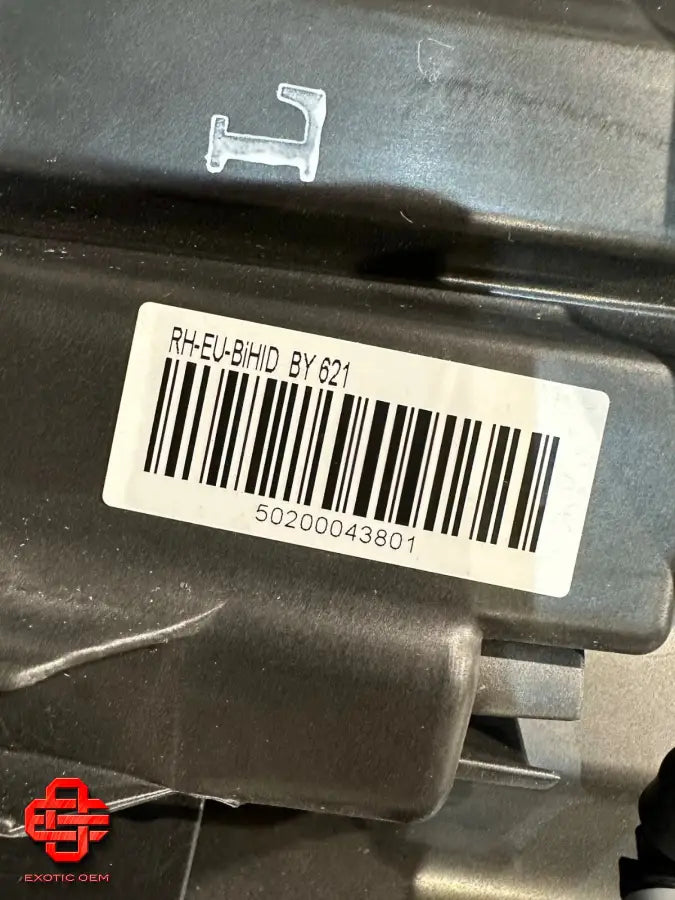 L
RH-EU-BiHID BY 621
50200043801
EXOTIC OEM